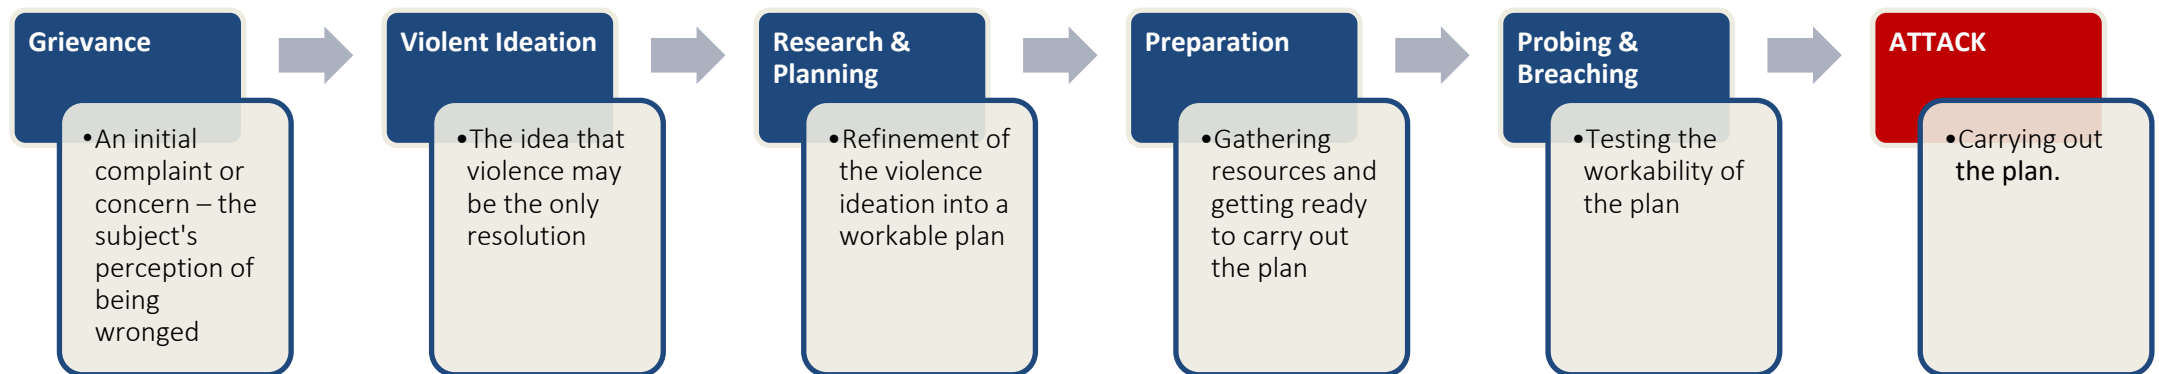 Grievance
•An initial
complaint or
concern – the
subject's
perception of
being
wronged
Violent Ideation
•The idea that
violence may
be the only
resolution
Research &
Planning
•Refinement of
the violence
ideation into a
workable plan
Preparation
•Gathering
resources and
getting ready
to carry out
the plan
Probing &
Breaching
•Testing the
workability of
the plan
ATTACK
•Carrying out
the plan.